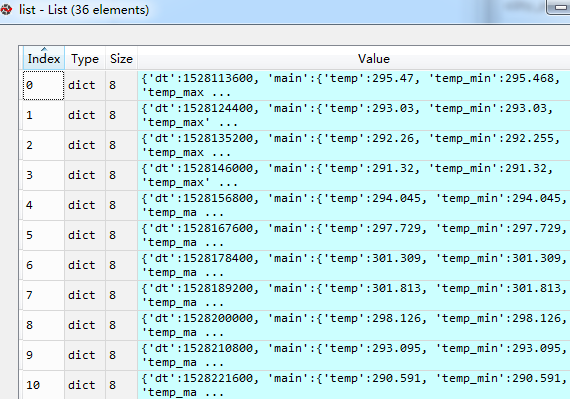 list - List (36 elements)
Index Type Size Value
0 dict 8 {'dt':1528113600, 'main':{'temp':295.47, 'temp_min':295.468,
'temp_max ...
1 dict 8 {'dt':1528124400, 'main':{'temp':293.03, 'temp_min':293.03,
'temp_max' ...
2 dict 8 {'dt':1528135200, 'main':{'temp':292.26, 'temp_min':292.255,
'temp_max ...
3 dict 8 {'dt':1528146000, 'main':{'temp':291.32, 'temp_min':291.32,
'temp_max' ...
4 dict 8 {'dt':1528156800, 'main':{'temp':294.045, 'temp_min':294.045,
'temp_ma ...
5 dict 8 {'dt':1528167600, 'main':{'temp':297.729, 'temp_min':297.729,
'temp_ma ...
6 dict 8 {'dt':1528178400, 'main':{'temp':301.309, 'temp_min':301.309,
'temp_ma ...
7 dict 8 {'dt':1528189200, 'main':{'temp':301.813, 'temp_min':301.813,
'temp_ma ...
8 dict 8 {'dt':1528200000, 'main':{'temp':298.126, 'temp_min':298.126,
'temp_ma ...
9 dict 8 {'dt':1528210800, 'main':{'temp':293.095, 'temp_min':293.095,
'temp_ma ...
10 dict 8 {'dt':1528221600, 'main':{'temp':290.591, 'temp_min':290.591,
'temp_ma ...